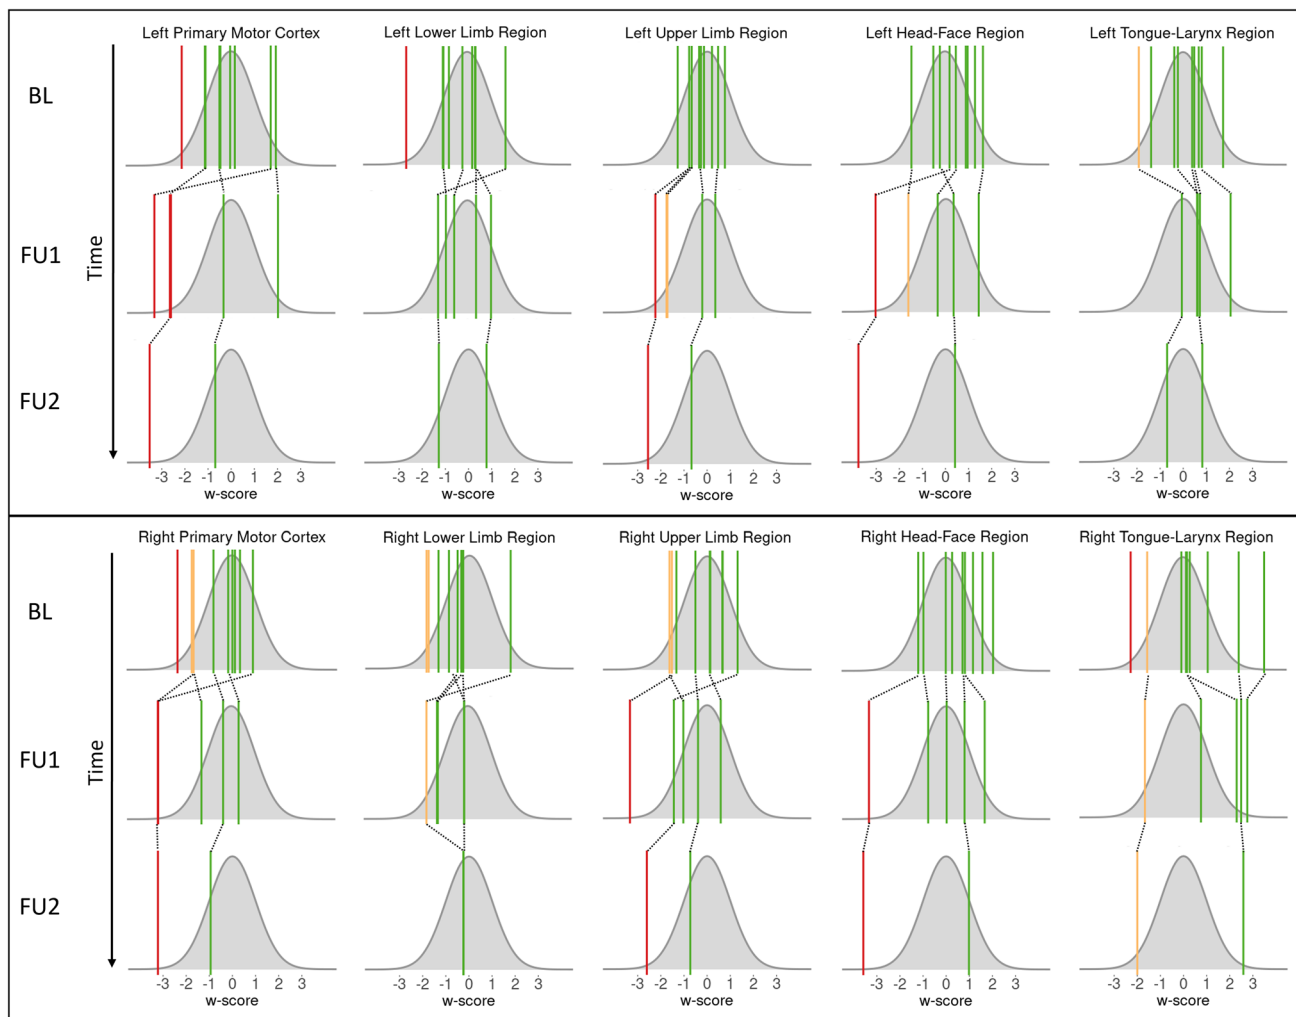 Left Primary Motor Cortex Left Lower Limb Region Left Upper Limb Region Left Head-Face Region Left Tongue-Larynx Region
BL
FU1
Time
FU2
-3 -2 -1 0 1 2 3 -3 -2 -1 0 1 2 3 -3 -2 -1 0 1 2 3 -3 -2 -1 0 1 2 3 -3 -2 -1 0 1 2 3
w-score w-score w-score w-score w-score
Right Primary Motor Cortex Right Lower Limb Region Right Upper Limb Region Right Head-Face Region Right Tongue-Larynx Region
BL
FU1
Time
FU2
-3 -2 -1 0 1 2 3 -3 -2 -1 0 1 2 3 -3 -2 -1 0 1 2 3 -3 -2 -1 0 1 2 3 -3 -2 -1 0 1 2 3
w-score w-score w-score w-score w-score